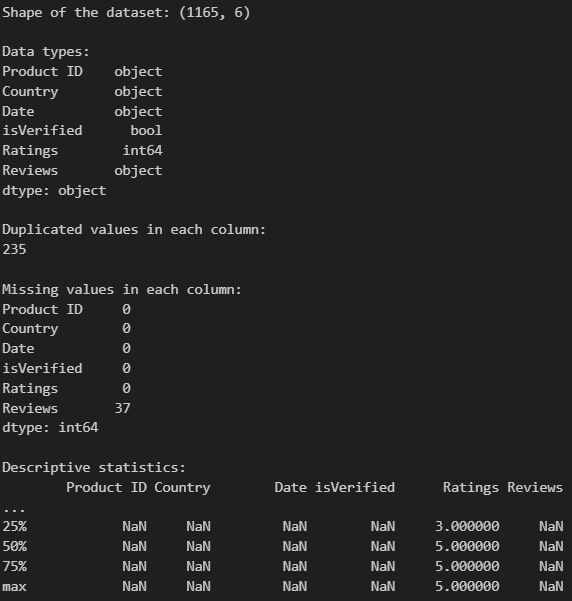 Shape of the dataset: (1165, 6)
Data types:
Product ID    object
Country       object
Date          object
isVerified      bool
Ratings        int64
Reviews       object
dtype: object
Duplicated values in each column:
235
Missing values in each column:
Product ID     0
Country        0
Date           0
isVerified     0
Ratings        0
Reviews       37
dtype: int64
Descriptive statistics:
        Product ID Country        Date isVerified      Ratings Reviews
...
25%            NaN     NaN         NaN        NaN     3.000000     NaN
50%            NaN     NaN         NaN        NaN     5.000000     NaN
75%            NaN     NaN         NaN        NaN     5.000000     NaN
max            NaN     NaN         NaN        NaN     5.000000     NaN